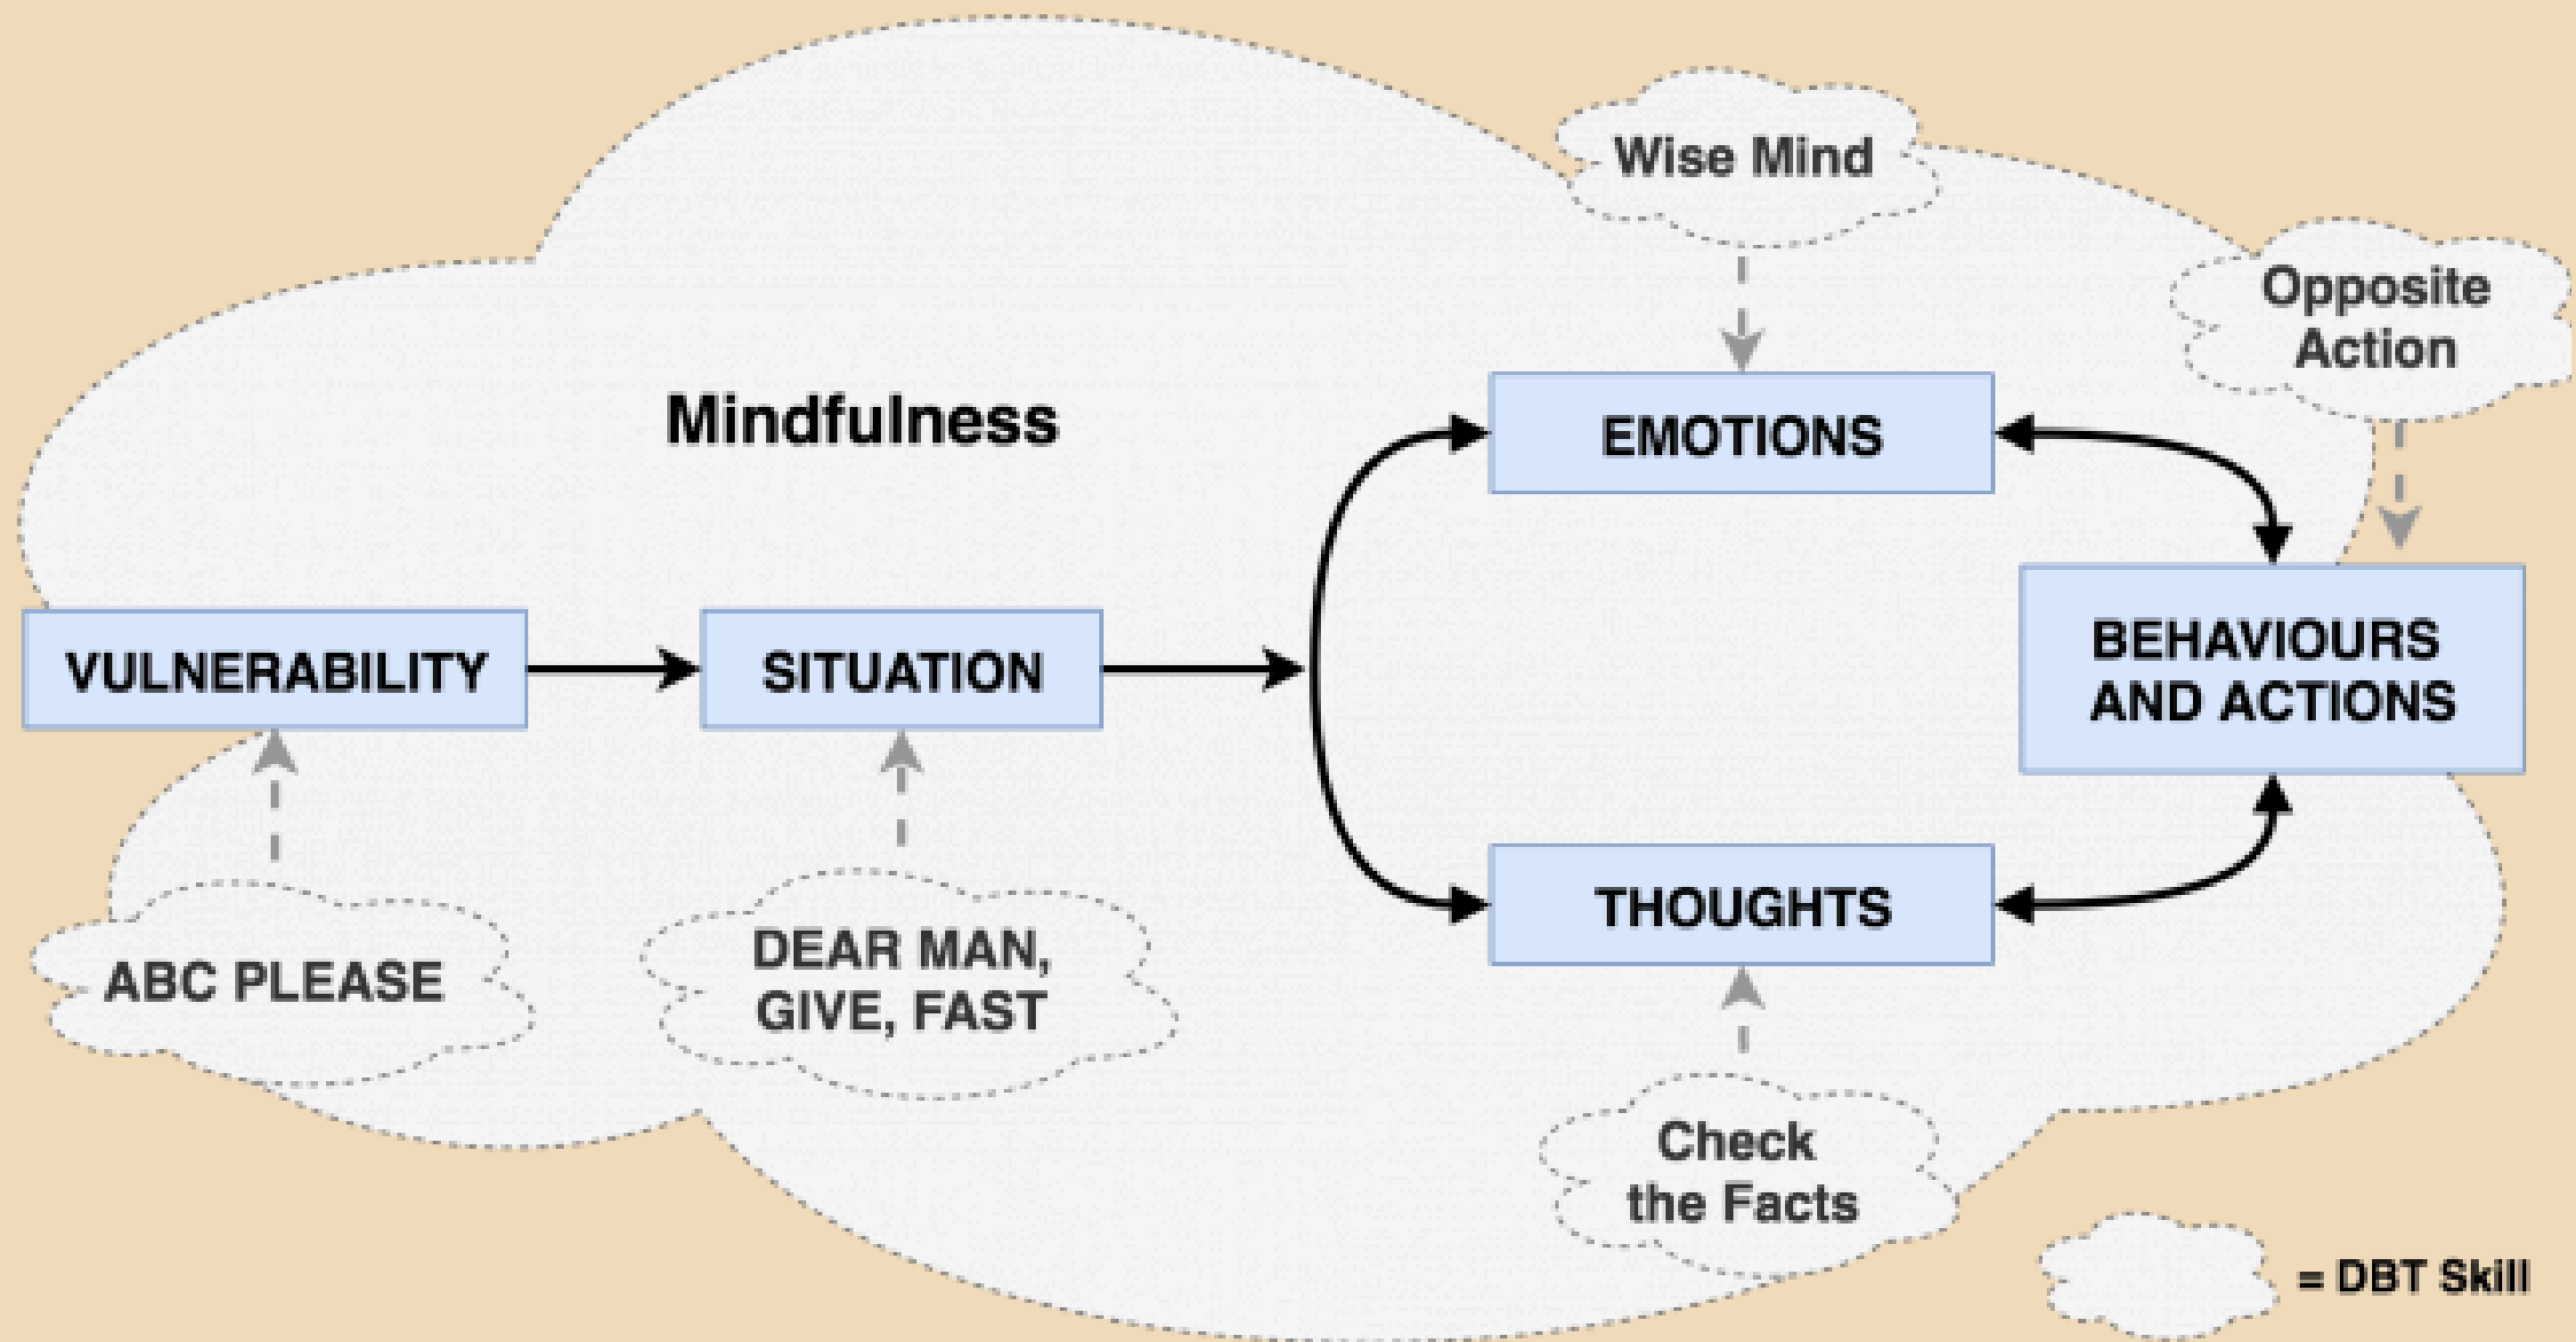 Wise Mind
Opposite
Action
Mindfulness
EMOTIONS
VULNERABILITY
SITUATION
BEHAVIOURS
AND ACTIONS
THOUGHTS
ABC PLEASE
DEAR MAN,
GIVE, FAST
Check
the Facts
= DBT Skill